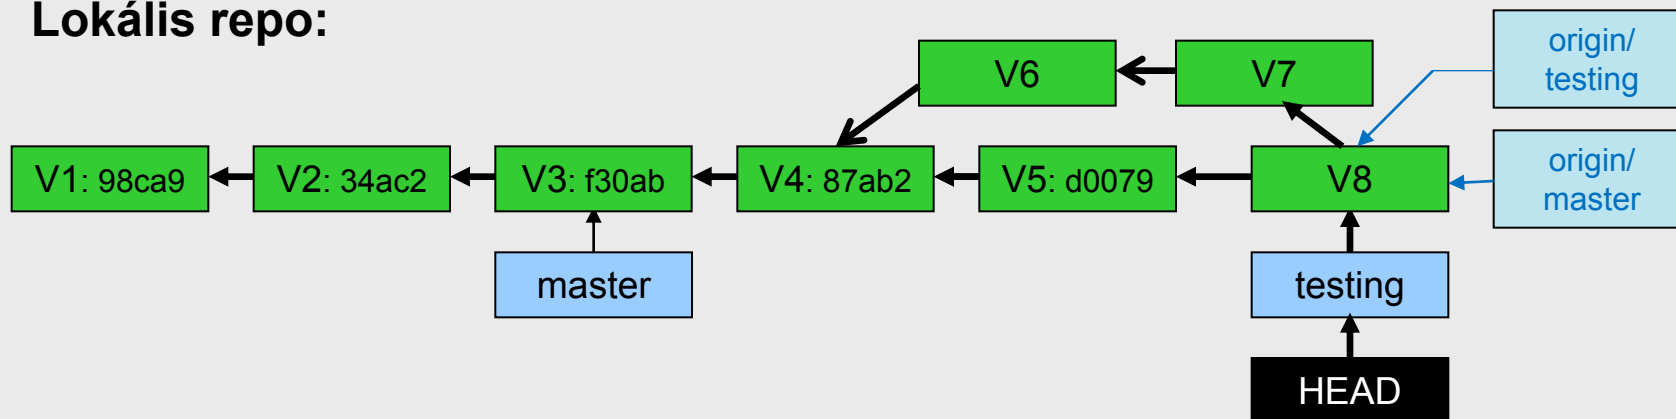 Lokális repo:
V6
V7
origin/
testing
V1: 98ca9
V2: 34ac2
V3: f30ab
V4: 87ab2
V5: d0079
V8
origin/
master
master
testing
HEAD